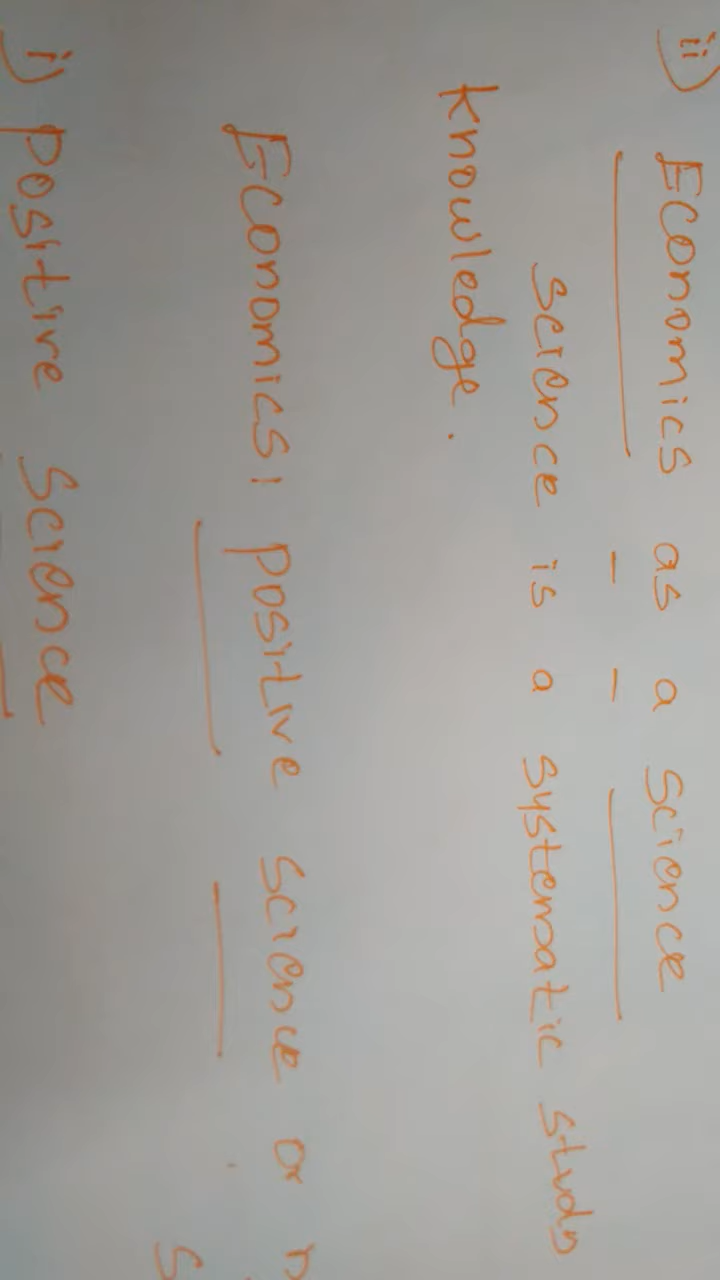 ii) Economics as a science
science is a systematic study
knowledge.
Economics: positive science or
i) positive science